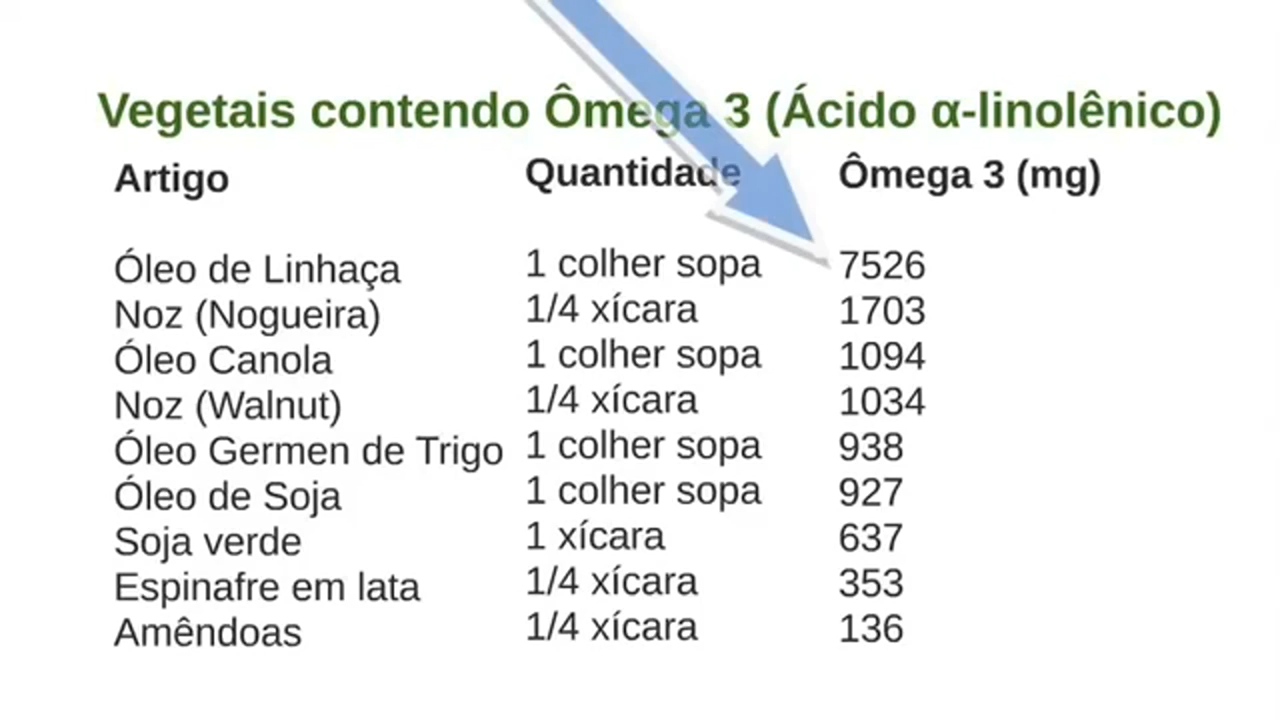 Vegetais contendo Ômega 3 (Ácido α-linolênico)
Artigo Quantidade Ômega 3 (mg)
Óleo de Linhaça 1 colher sopa 7526
Noz (Nogueira) 1/4 xícara 1703
Óleo Canola 1 colher sopa 1094
Noz (Walnut) 1/4 xícara 1034
Óleo Germen de Trigo 1 colher sopa 938
Óleo de Soja 1 colher sopa 927
Soja verde 1 xícara 637
Espinafre em lata 1/4 xícara 353
Amêndoas 1/4 xícara 136